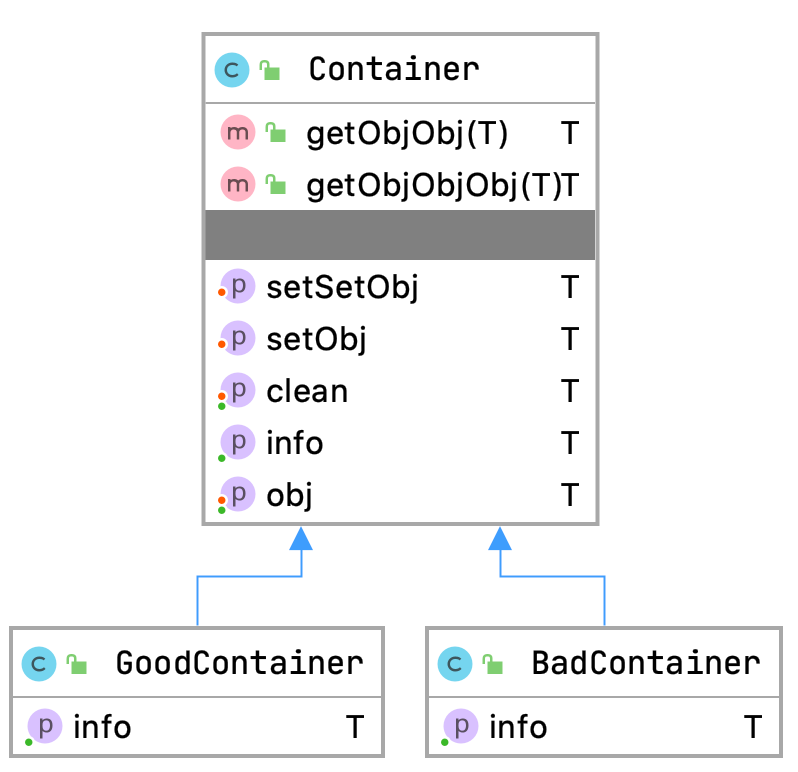 C Container
m getObjObj(T) T
m getObjObjObj(T)T
p setSetObj T
p setObj T
p clean T
p info T
p obj T
C GoodContainer
p info T
C BadContainer
p info T